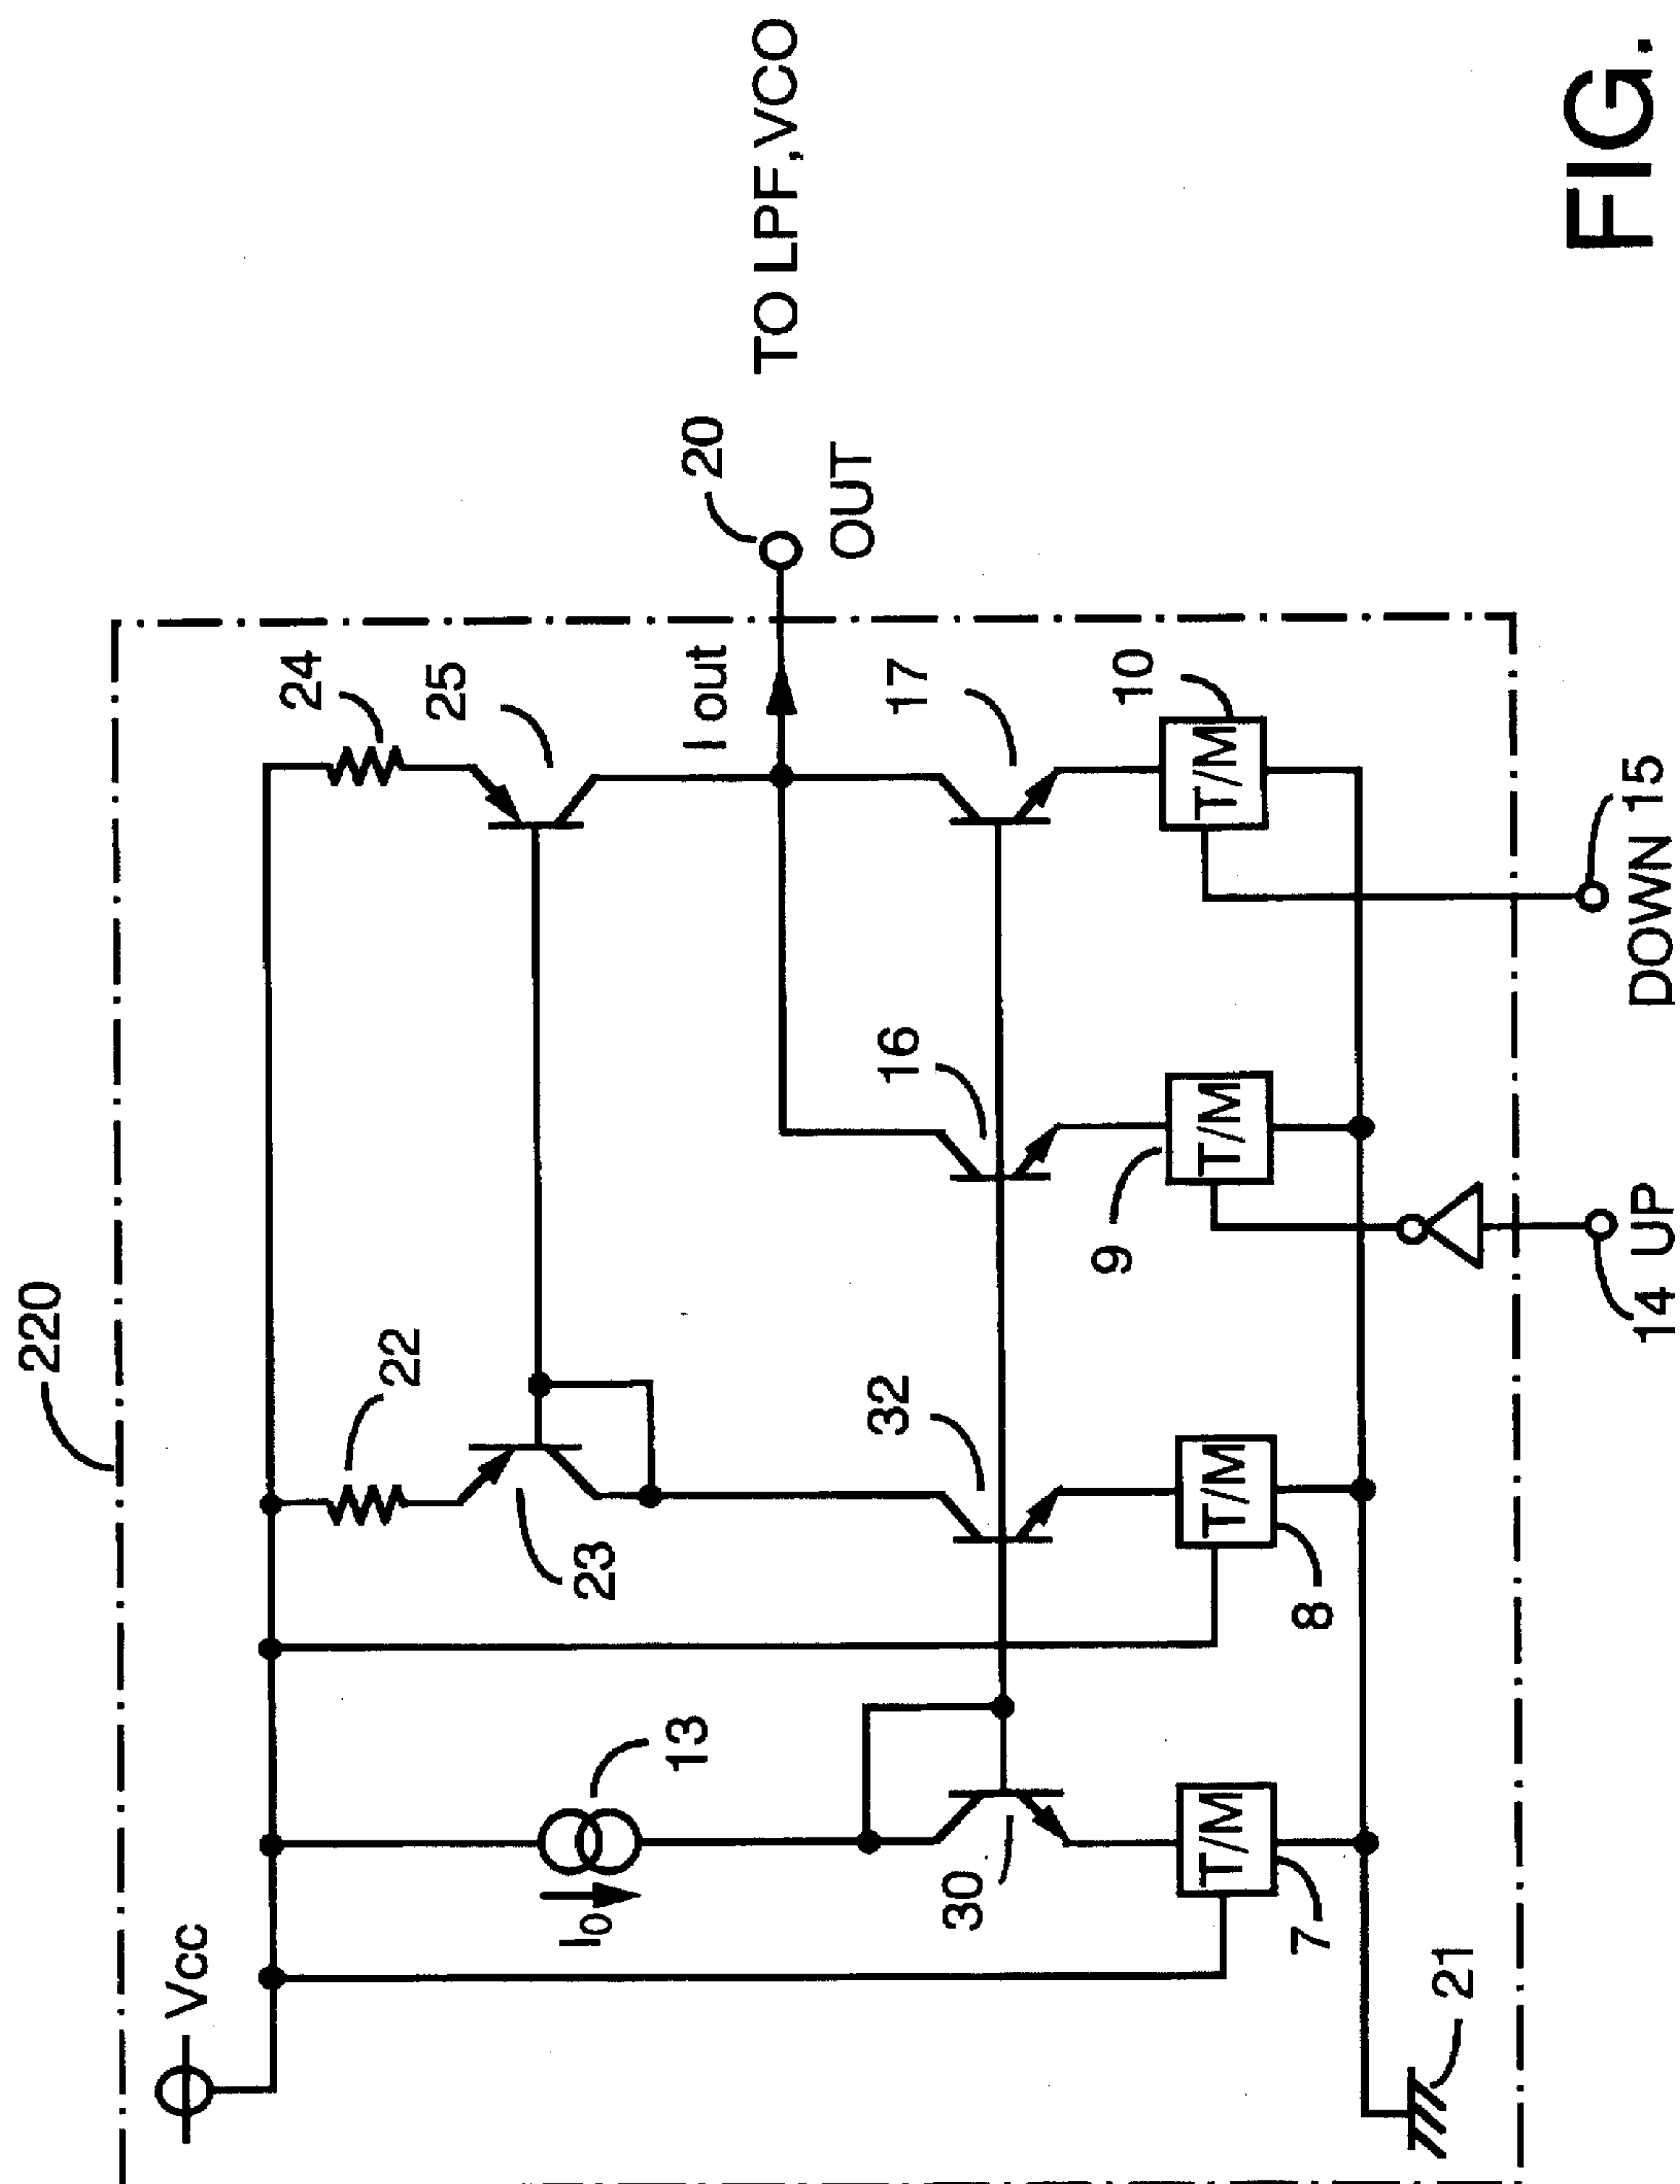 220
Vcc
22
24
23
25
I0
13
I out
20
TO LPF,VCO
OUT
30
32
16
17
T/M
7
T/M
8
9
T/M
T/M
10
21
14 UP
DOWN 15
FIG.